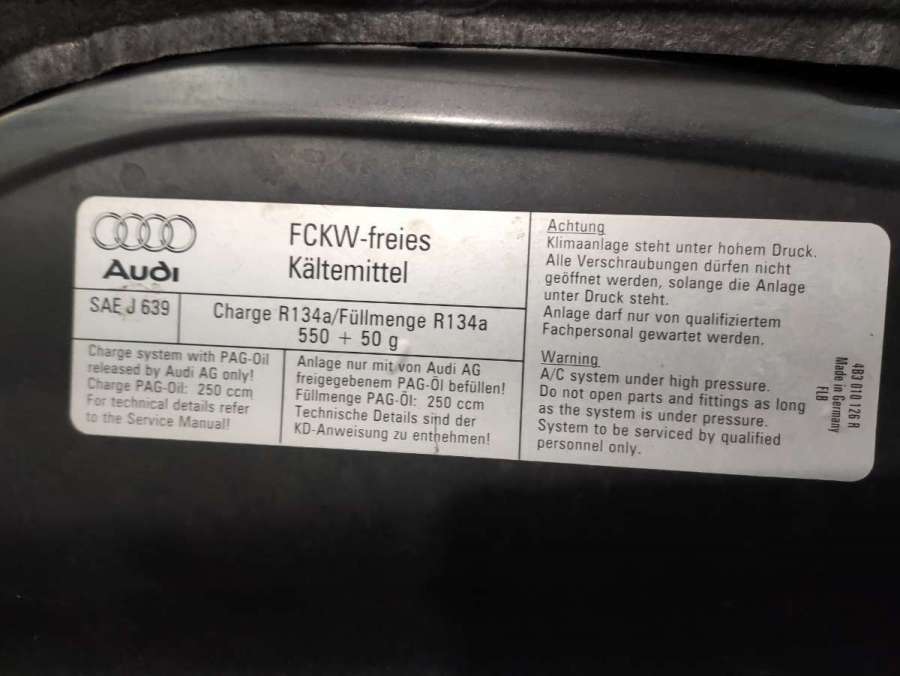 Audi
FCKW-freies
Kältemittel
SAE J 639
Charge R134a/Füllmenge R134a
550 + 50 g
Charge system with PAG-Oil
released by Audi AG only!
Charge PAG-Oil: 250 ccm
For technical details refer
to the Service Manual!
Anlage nur mit von Audi AG
freigegebenem PAG-Öl befüllen!
Füllmenge PAG-Öl: 250 ccm
Technische Details sind der
KD-Anweisung zu entnehmen!
Achtung
Klimaanlage steht unter hohem Druck.
Alle Verschraubungen dürfen nicht
geöffnet werden, solange die Anlage
unter Druck steht.
Anlage darf nur von qualifiziertem
Fachpersonal gewartet werden.
Warning
A/C system under high pressure.
Do not open parts and fittings as long
as the system is under pressure.
System to be serviced by qualified
personnel only.
4B3 010 126 R
Made in Germany